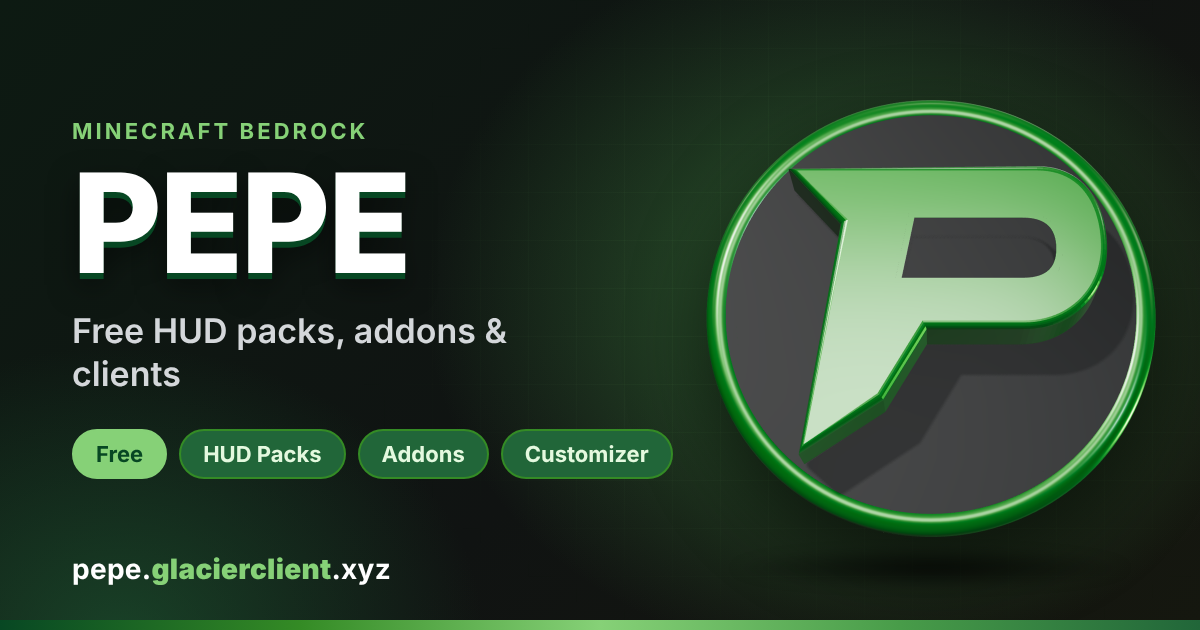 MINECRAFT BEDROCK
PEPE
Free HUD packs, addons &
clients
Free HUD Packs Addons Customizer
pepe.glacierclient.xyz
P